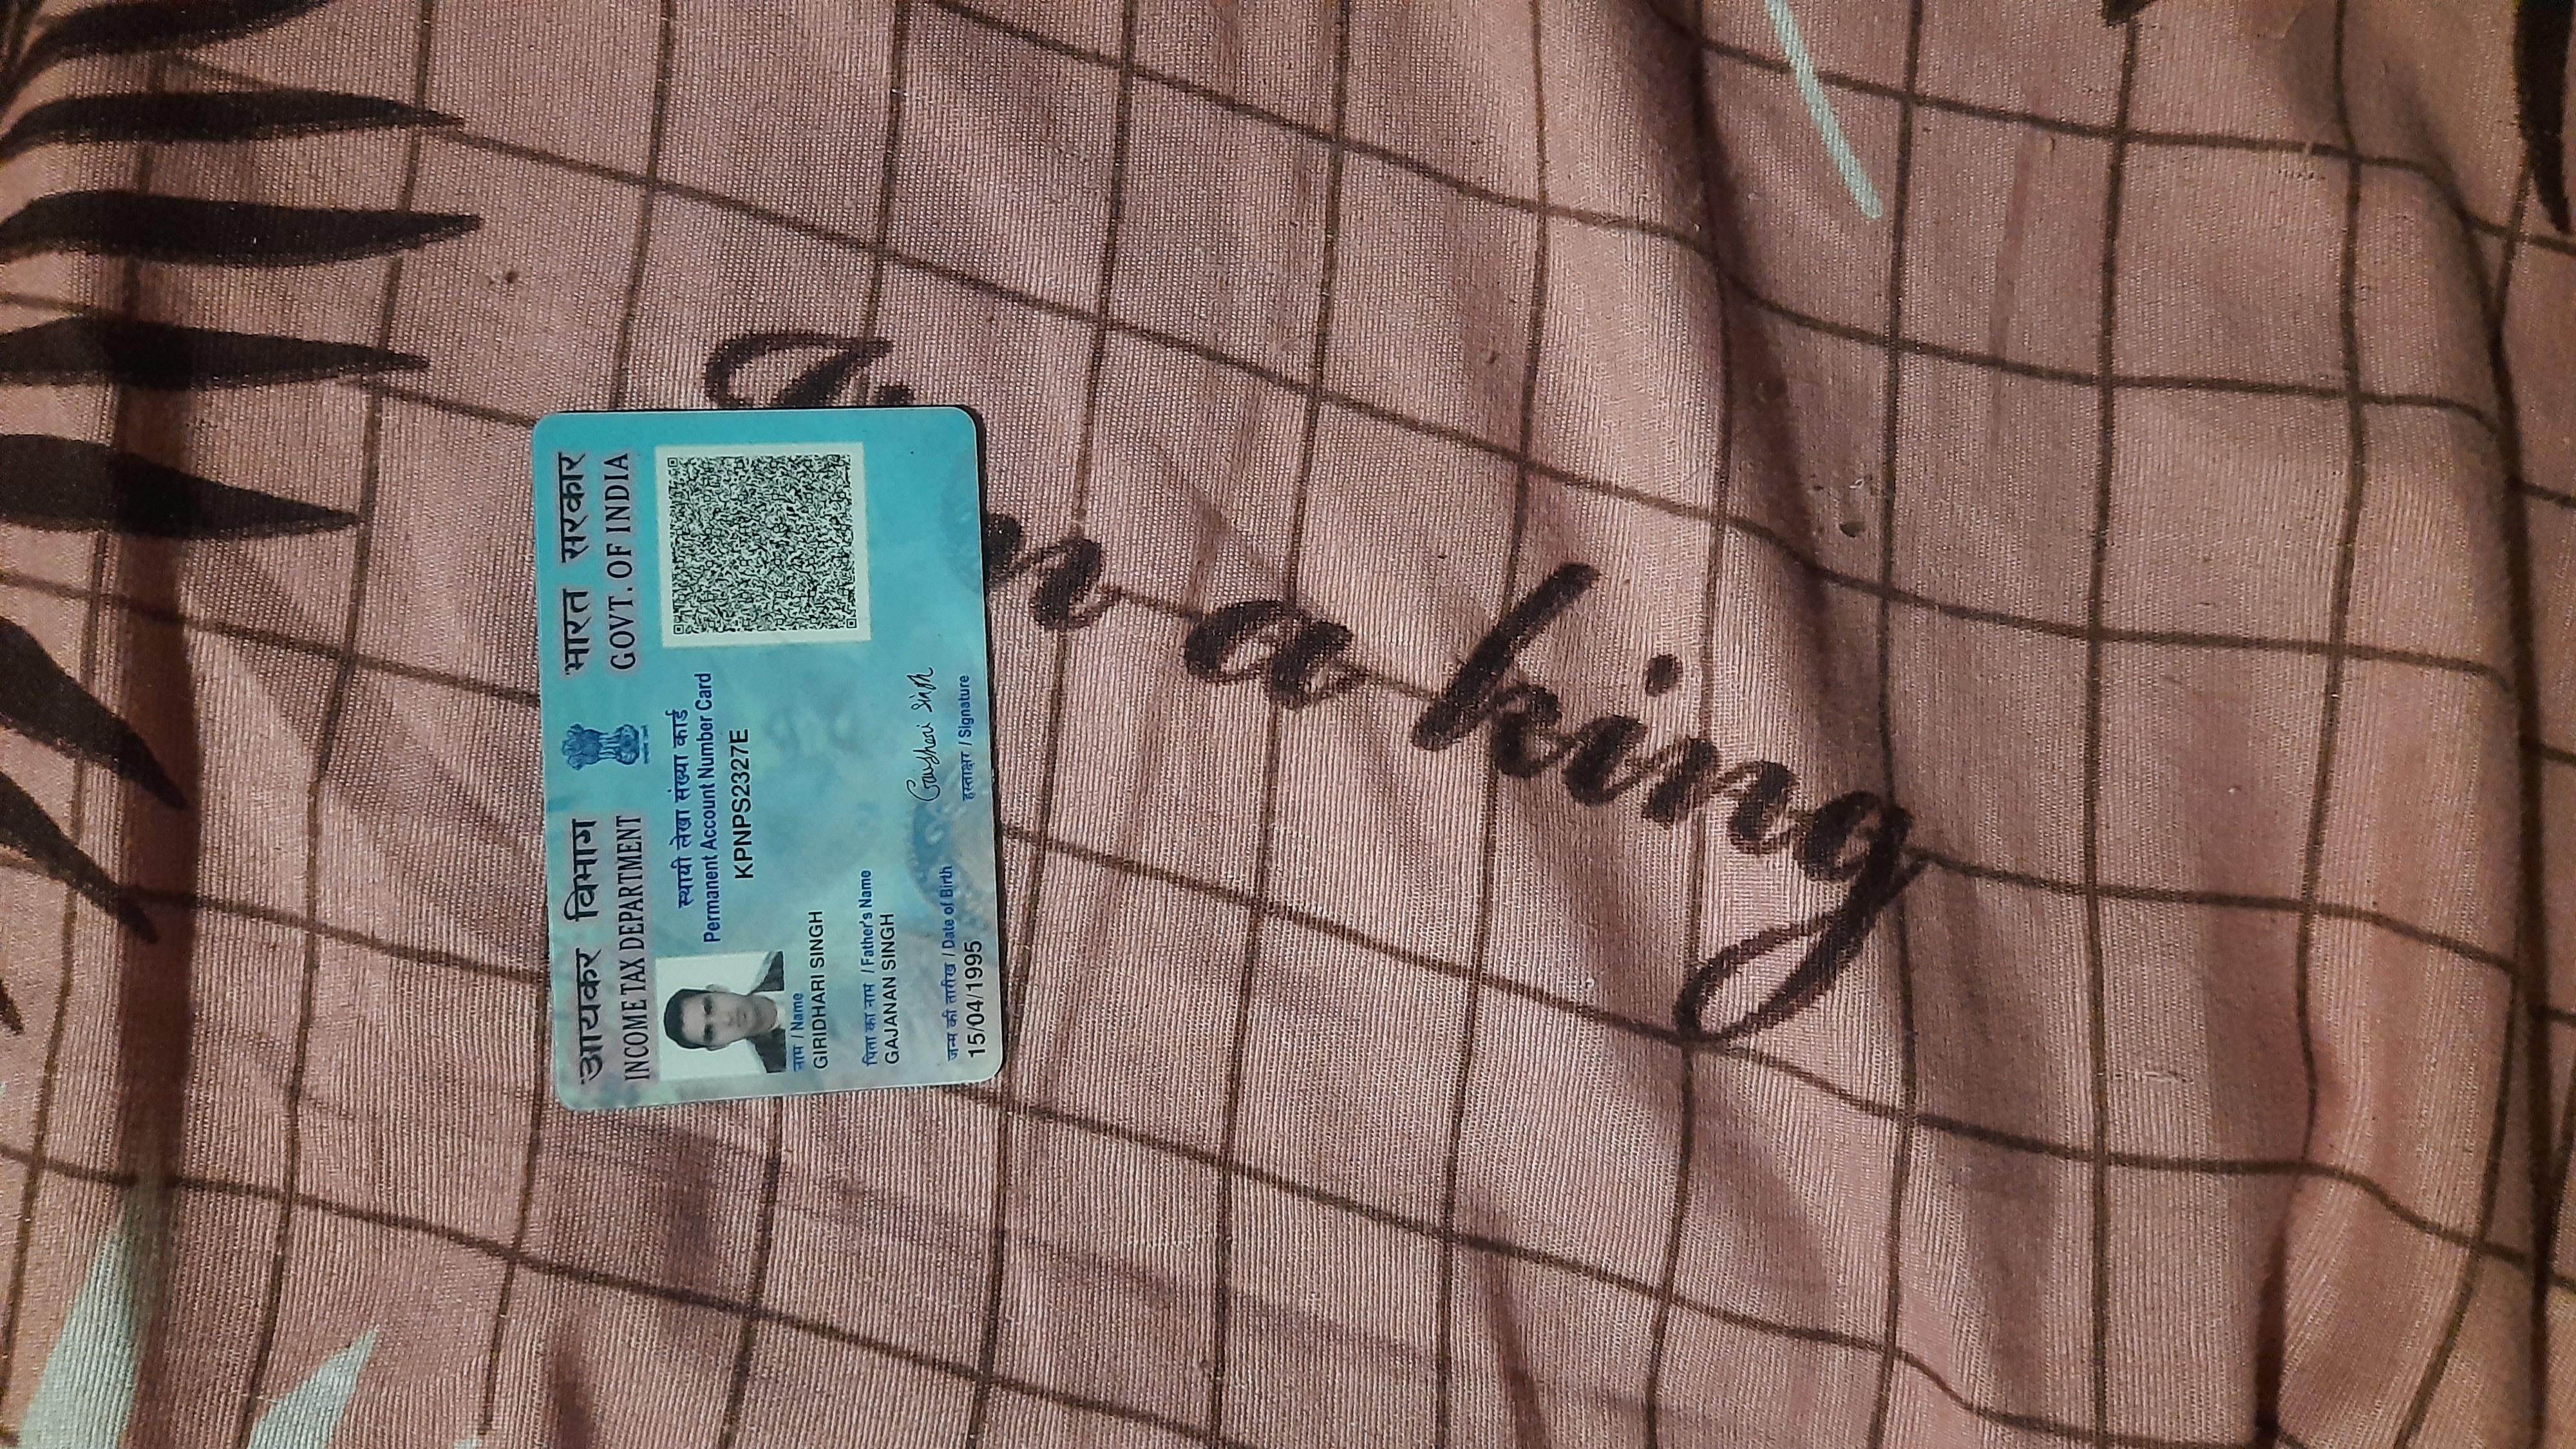 आयकर विभाग
INCOME TAX DEPARTMENT
भारत सरकार
GOVT. OF INDIA
स्थायी लेखा संख्या कार्ड
Permanent Account Number Card
KPNPS2327E
नाम / Name
GIRIDHARI SINGH
पिता का नाम / Father's Name
GAJANAN SINGH
जन्म की तारीख / Date of Birth
15/04/1995
हस्ताक्षर / Signature
a king